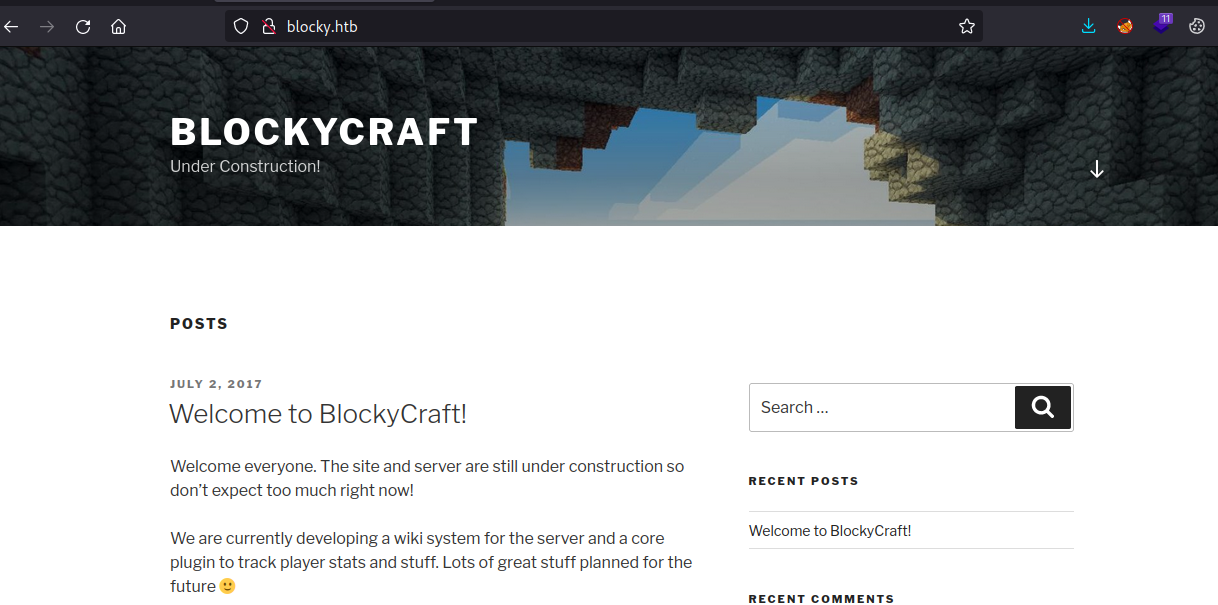 blocky.htb
11
BLOCKYCRAFT
Under Construction!
POSTS
JULY 2, 2017
Welcome to BlockyCraft!
Welcome everyone. The site and server are still under construction so
don’t expect too much right now!
We are currently developing a wiki system for the server and a core
plugin to track player stats and stuff. Lots of great stuff planned for the
future 🙂
Search …
RECENT POSTS
Welcome to BlockyCraft!
RECENT COMMENTS